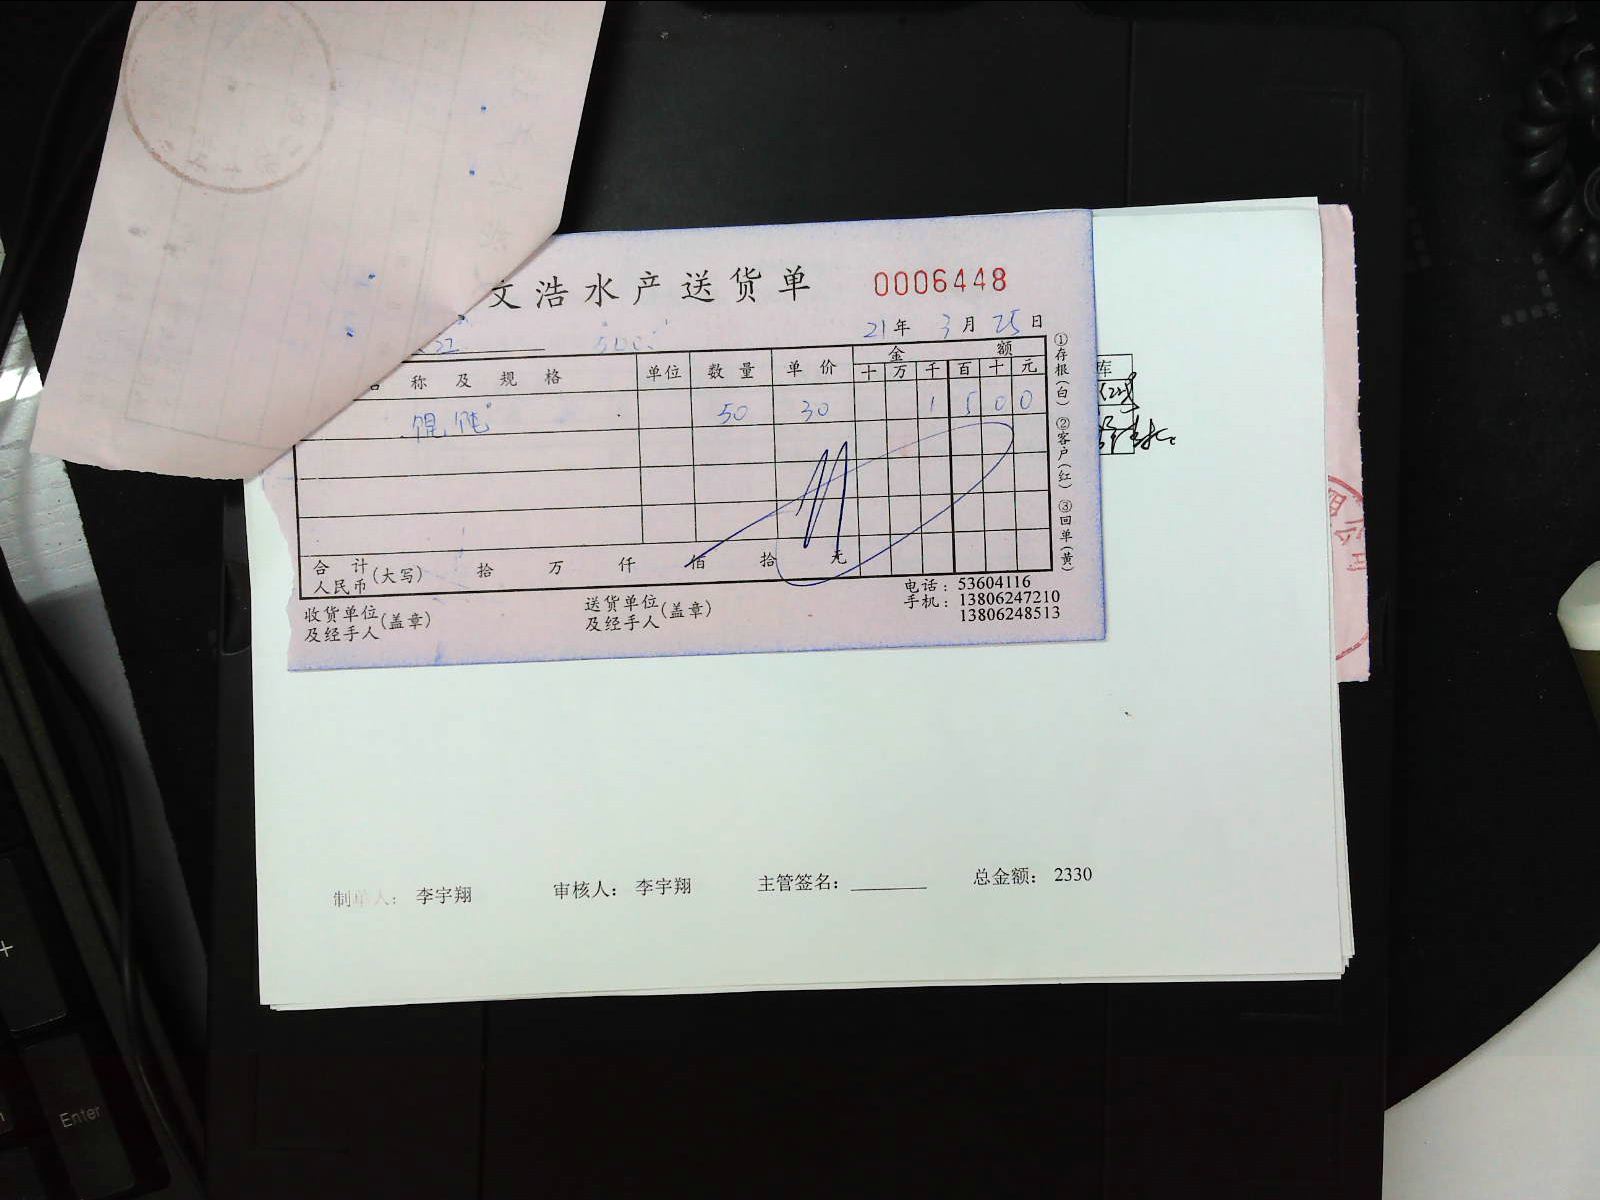 文浩水产送货单 0006448
21年 3月 25日
称及规格 单位 数量 单价 金额
十 万 千 百 十 元
馄饨 50 30 1 5 0 0
合计
人民币(大写) 拾 万 仟 佰 拾 元
收货单位
及经手人(盖章)
送货单位
及经手人(盖章)
电话：53604116
手机：13806247210
13806248513
①存根(白) ②客户(红) ③回单(黄)
库
制单人： 李宇翔 审核人： 李宇翔 主管签名： 总金额： 2330
+
Enter